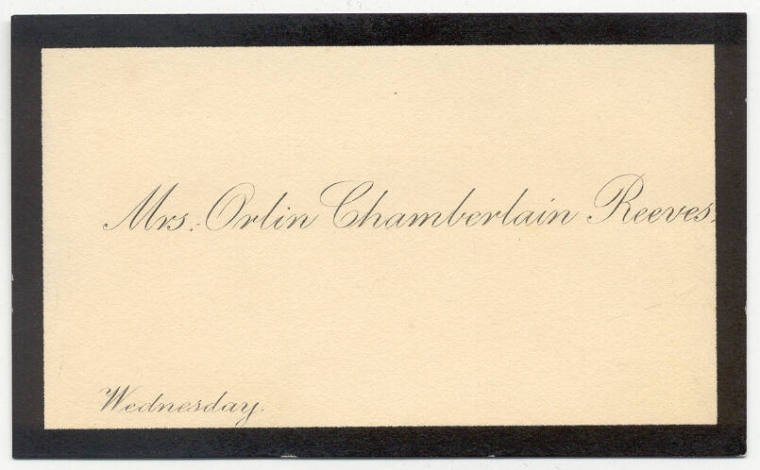 Mrs. Orlin Chamberlain Reeves.
Wednesday.